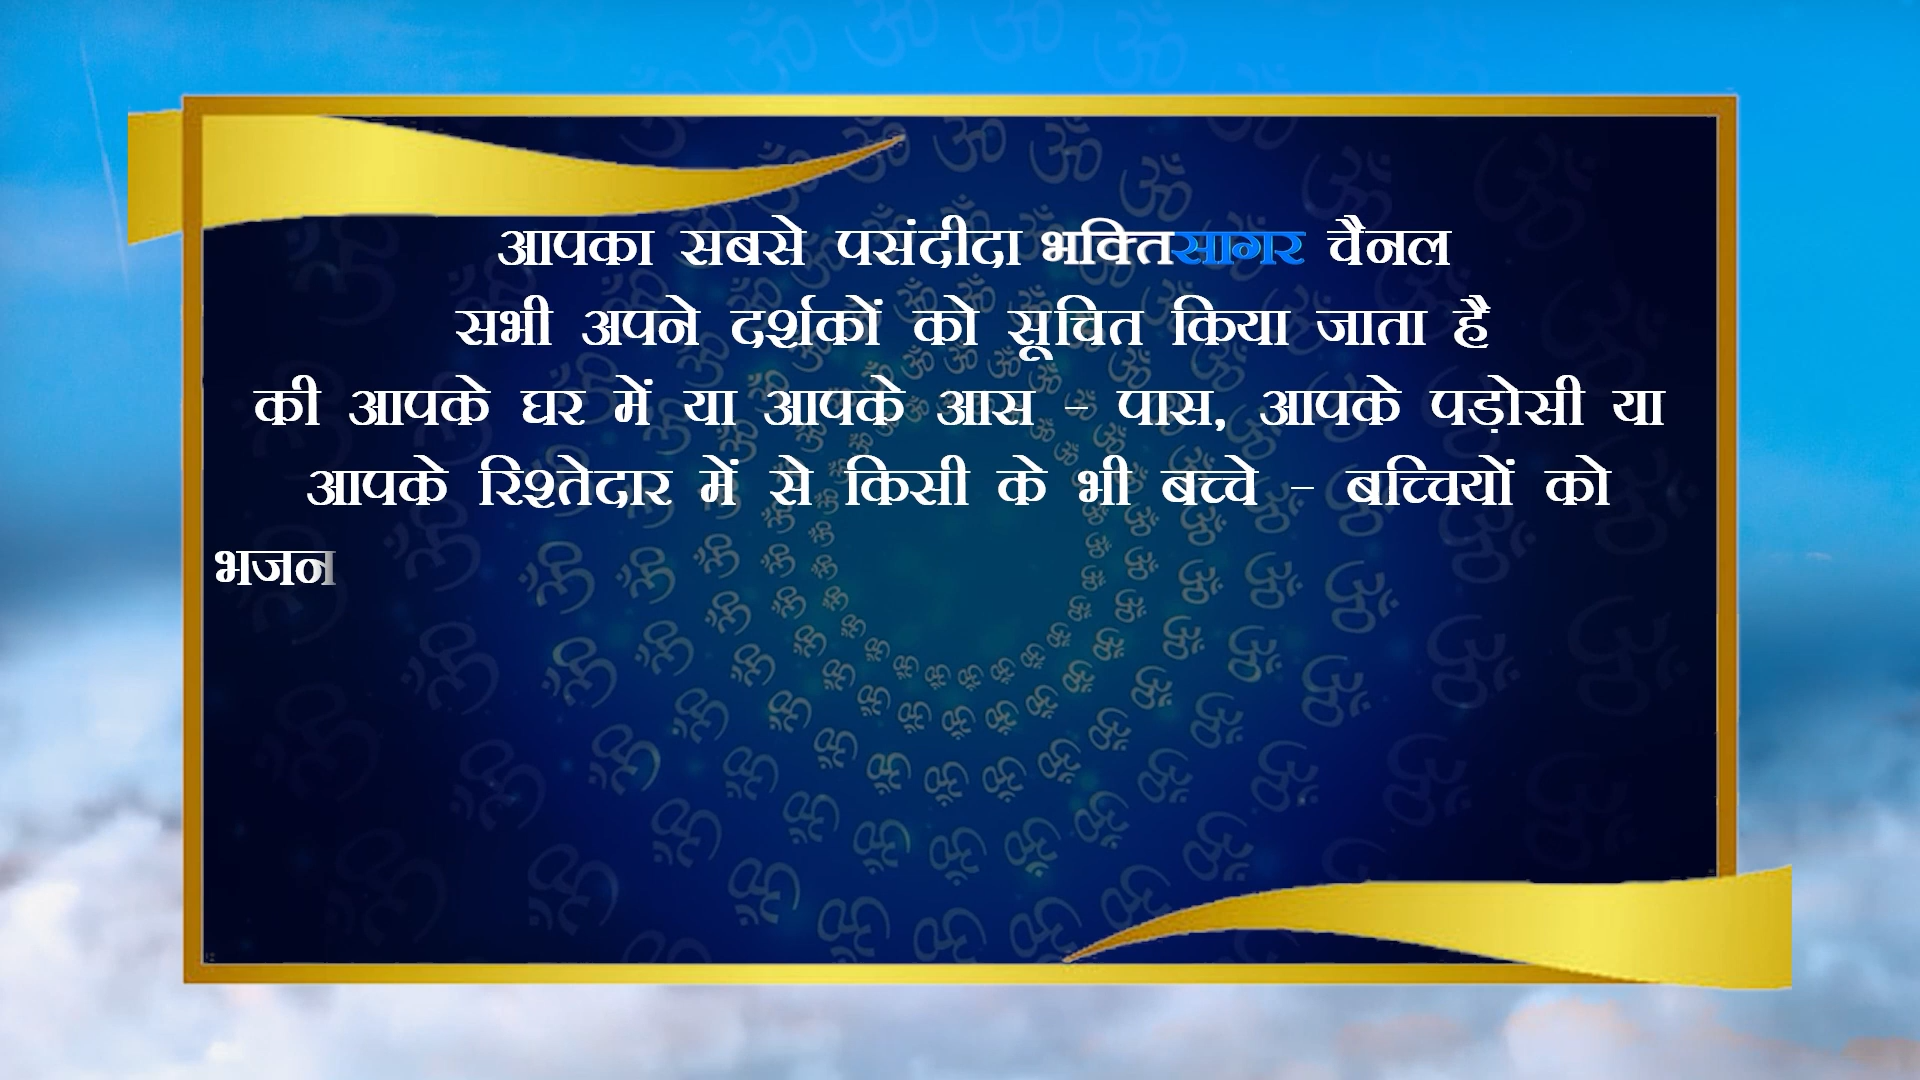 आपका सबसे पसंदीदा भक्तिसागर चैनल
सभी अपने दर्शकों को सूचित किया जाता है
की आपके घर में या आपके आस - पास, आपके पड़ोसी या
आपके रिश्तेदार में से किसी के भी बच्चे - बच्चियों को
भजन